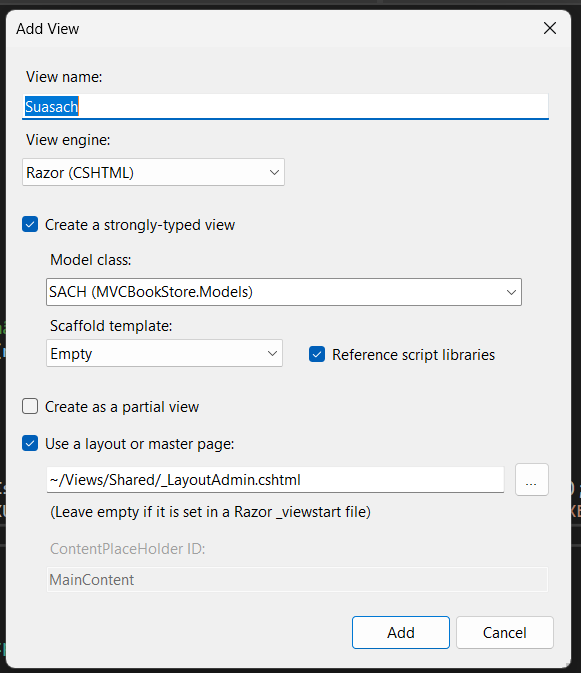 Add View
View name:
Suasach
View engine:
Razor (CSHTML)
Create a strongly-typed view
Model class:
SACH (MVCBookStore.Models)
Scaffold template:
Empty
Reference script libraries
Create as a partial view
Use a layout or master page:
~/Views/Shared/_LayoutAdmin.cshtml
...
(Leave empty if it is set in a Razor _viewstart file)
ContentPlaceHolder ID:
MainContent
Add
Cancel